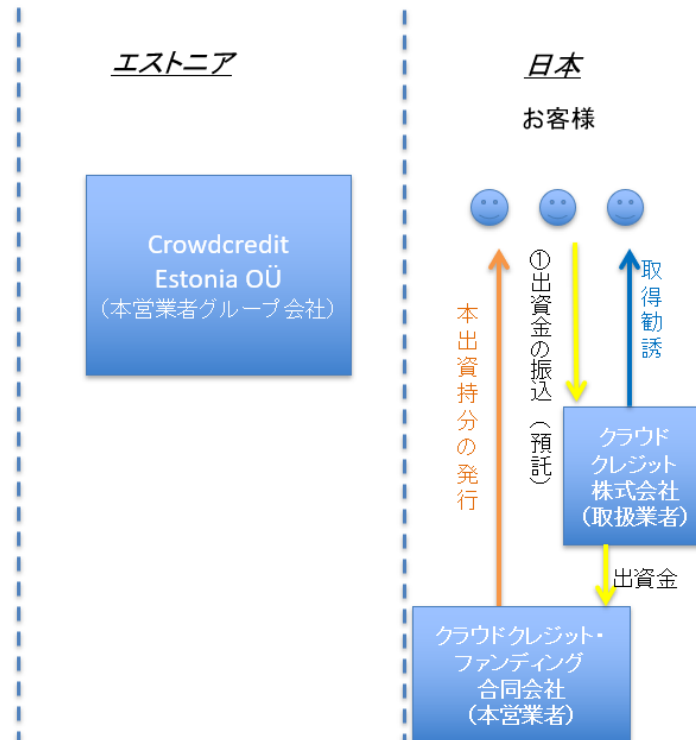 エストニア
日本
お客様
Crowdcredit
Estonia OÜ
（本営業者グループ会社）
本出資持分の発行
①出資金の振込（預託）
取得勧誘
クラウド
クレジット
株式会社
（取扱業者）
出資金
クラウドクレジット・
ファンディング
合同会社
（本営業者）